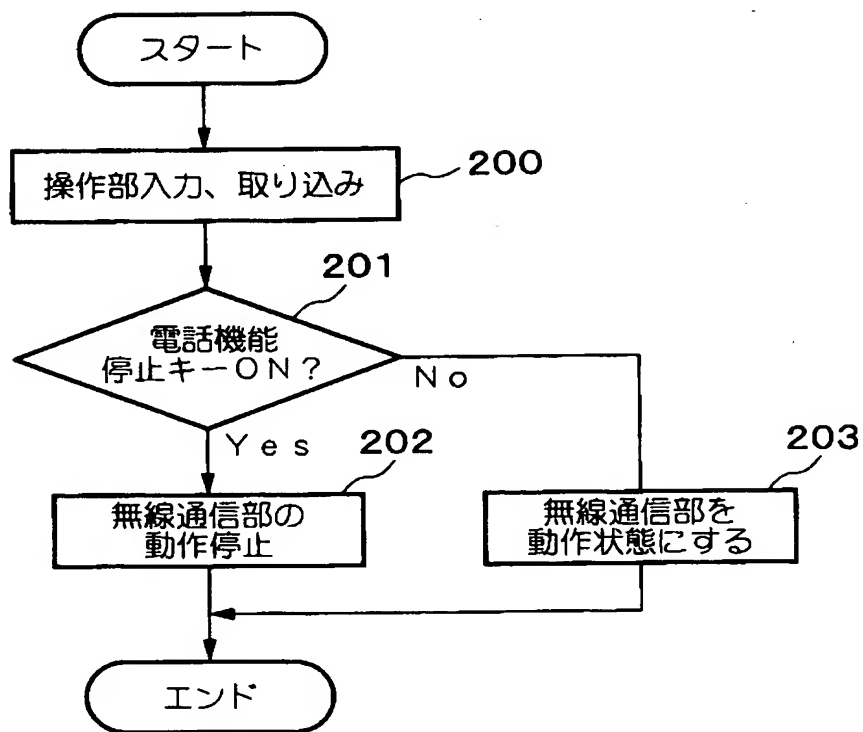 スタート
操作部入力、取り込み
200
201
電話機能
停止キーON?
No
Yes
202
203
無線通信部の
動作停止
無線通信部を
動作状態にする
エンド